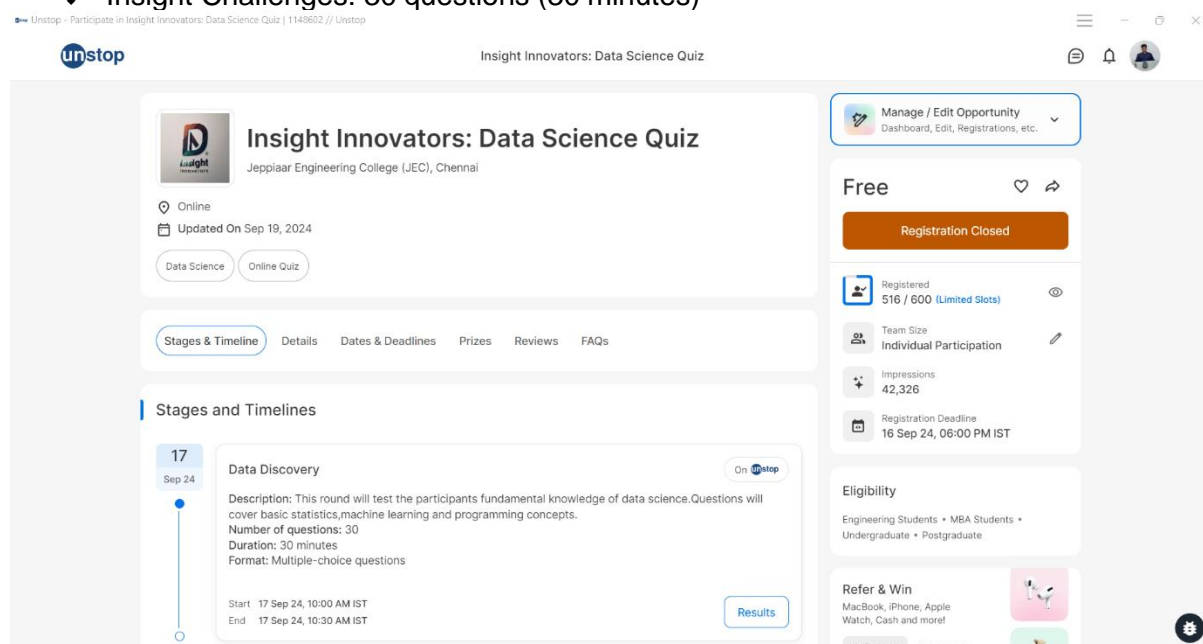 Unstop - Participate in Insight Innovators: Data Science Quiz | 1148602 // Unstop
unstop
Insight Innovators: Data Science Quiz
Insight Innovators: Data Science Quiz
Jeppiaar Engineering College (JEC), Chennai
Online
Updated On Sep 19, 2024
Data Science
Online Quiz
Stages & Timeline
Details
Dates & Deadlines
Prizes
Reviews
FAQs
Stages and Timelines
17
Sep 24
Data Discovery
On unstop
Description: This round will test the participants fundamental knowledge of data science.Questions will
cover basic statistics,machine learning and programming concepts.
Number of questions: 30
Duration: 30 minutes
Format: Multiple-choice questions
Start 17 Sep 24, 10:00 AM IST
End 17 Sep 24, 10:30 AM IST
Results
Manage / Edit Opportunity
Dashboard, Edit, Registrations, etc.
Free
Registration Closed
Registered
516 / 600 (Limited Slots)
Team Size
Individual Participation
Impressions
42,326
Registration Deadline
16 Sep 24, 06:00 PM IST
Eligibility
Engineering Students • MBA Students •
Undergraduate • Postgraduate
Refer & Win
MacBook, iPhone, Apple
Watch, Cash and more!